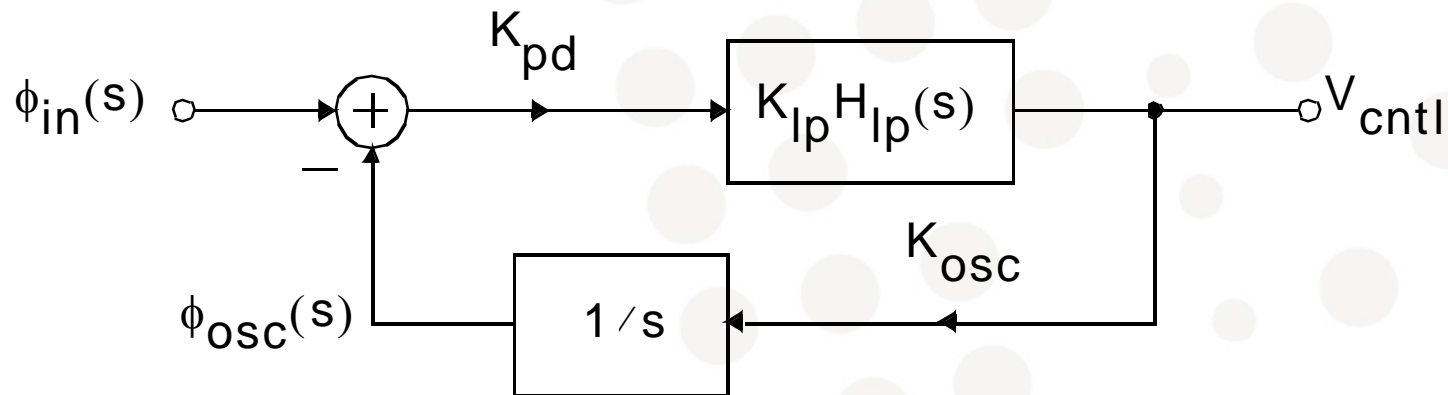 K_pd
ϕ_in(s)
+
K_lp H_lp(s)
V_cntl
−
K_osc
ϕ_osc(s)
1/s